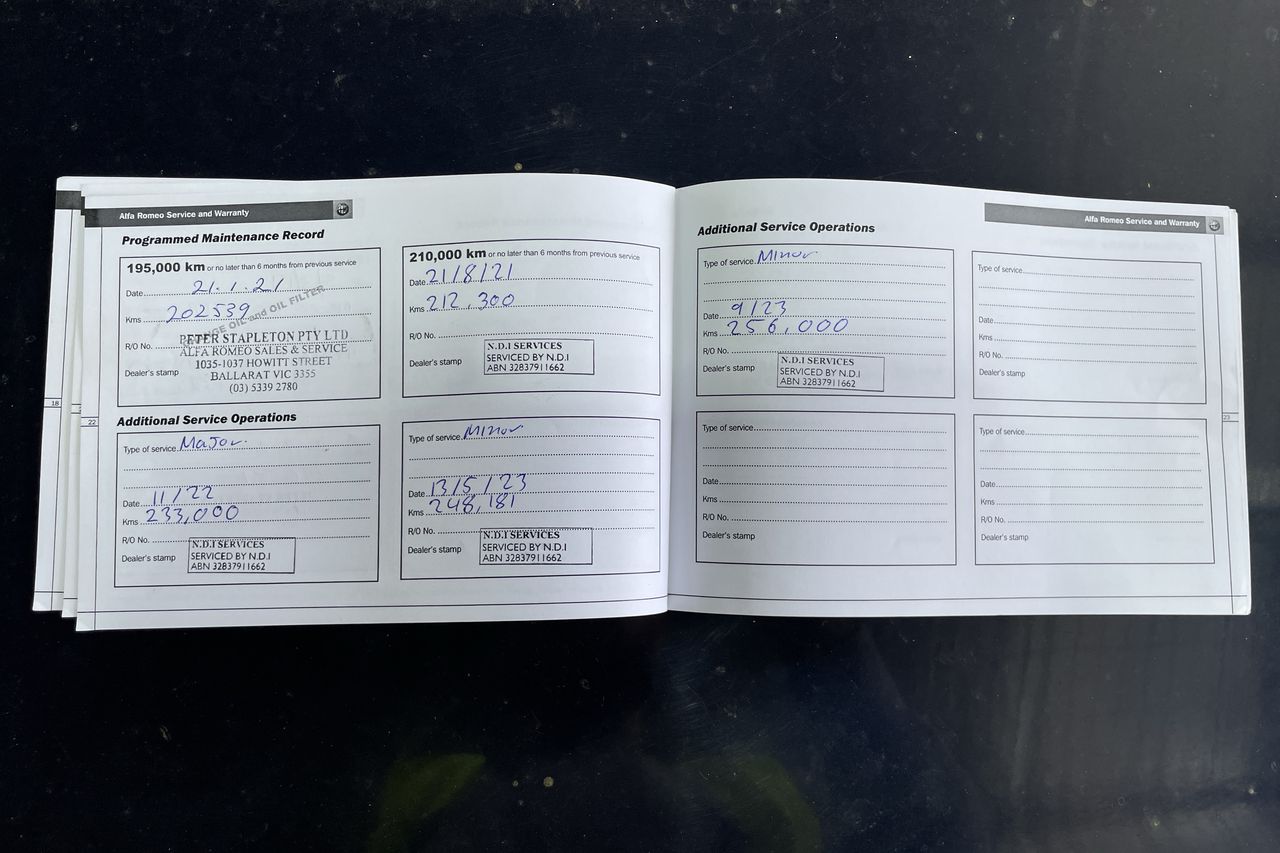 Alfa Romeo Service and Warranty
Programmed Maintenance Record
195,000 km or no later than 6 months from previous service
Date 21.1.21
Kms 202539
CHANGE OIL and OIL FILTER
R/O No.
PETER STAPLETON PTY LTD
ALFA ROMEO SALES & SERVICE
1035-1037 HOWITT STREET
Dealer's stamp BALLARAT VIC 3355
(03) 5339 2780
210,000 km or no later than 6 months from previous service
Date 21/8/21
Kms 212.300
R/O No.
N.D.I SERVICES
Dealer's stamp SERVICED BY N.D.I
ABN 32837911662
Additional Service Operations
Type of service Major.
Date 11/22
Kms 233,000
R/O No.
N.D.I SERVICES
Dealer's stamp SERVICED BY N.D.I
ABN 32837911662
Type of service Minor
Date 13/5/23
Kms 248,181
R/O No.
N.D.I SERVICES
Dealer's stamp SERVICED BY N.D.I
ABN 32837911662
18
22
Alfa Romeo Service and Warranty
Additional Service Operations
Type of service Minor
Date 9/23
Kms 256,000
R/O No.
N.D.I SERVICES
Dealer's stamp SERVICED BY N.D.I
ABN 32837911662
Type of service
Date
Kms
R/O No.
Dealer's stamp
Type of service
Date
Kms
R/O No.
Dealer's stamp
Type of service
Date
Kms
R/O No.
Dealer's stamp
23